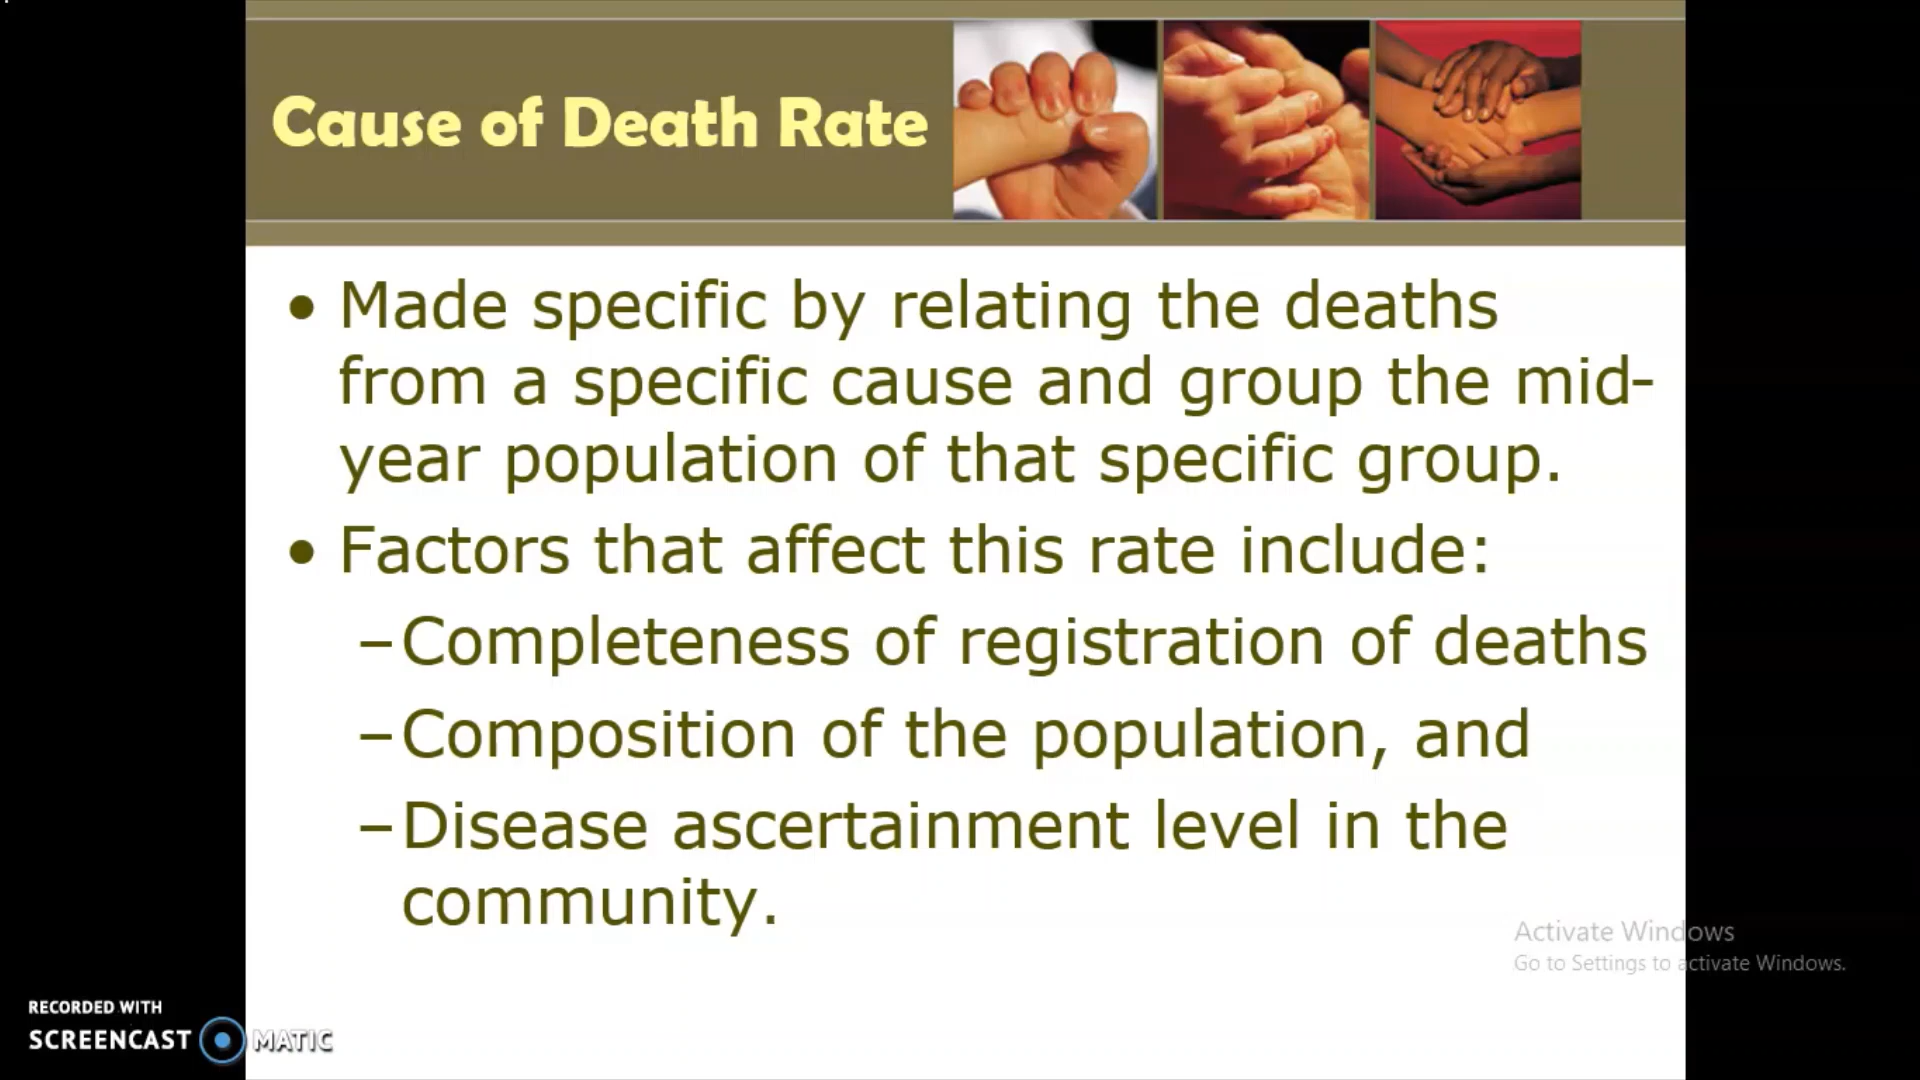 Cause of Death Rate
• Made specific by relating the deaths
from a specific cause and group the mid-
year population of that specific group.
• Factors that affect this rate include:
–Completeness of registration of deaths
–Composition of the population, and
–Disease ascertainment level in the
community.
Activate Windows
Go to Settings to activate Windows.
RECORDED WITH
SCREENCAST MATIC